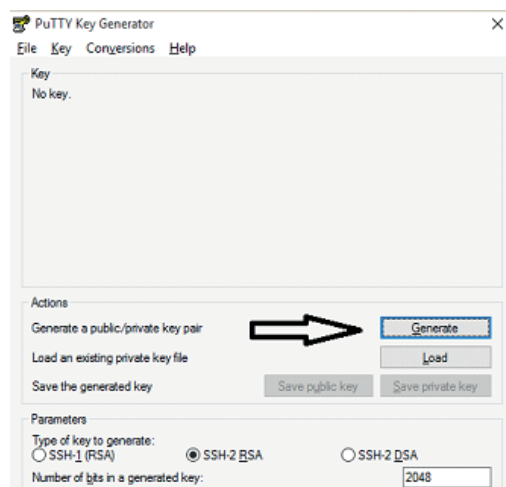 PuTTY Key Generator
File Key Conversions Help
Key
No key.
Actions
Generate a public/private key pair Generate
Load an existing private key file Load
Save the generated key Save public key Save private key
Parameters
Type of key to generate:
SSH-1 (RSA) SSH-2 RSA SSH-2 DSA
Number of bits in a generated key: 2048